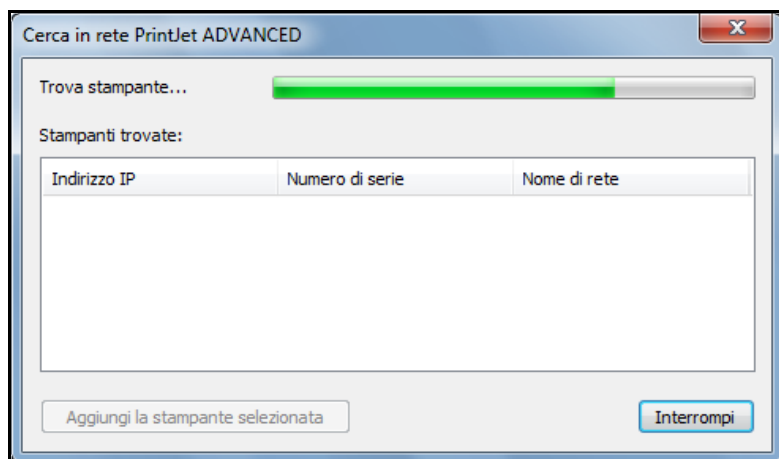 Cerca in rete PrintJet ADVANCED
Trova stampante...
Stampanti trovate:
Indirizzo IP Numero di serie Nome di rete
Aggiungi la stampante selezionata Interrompi